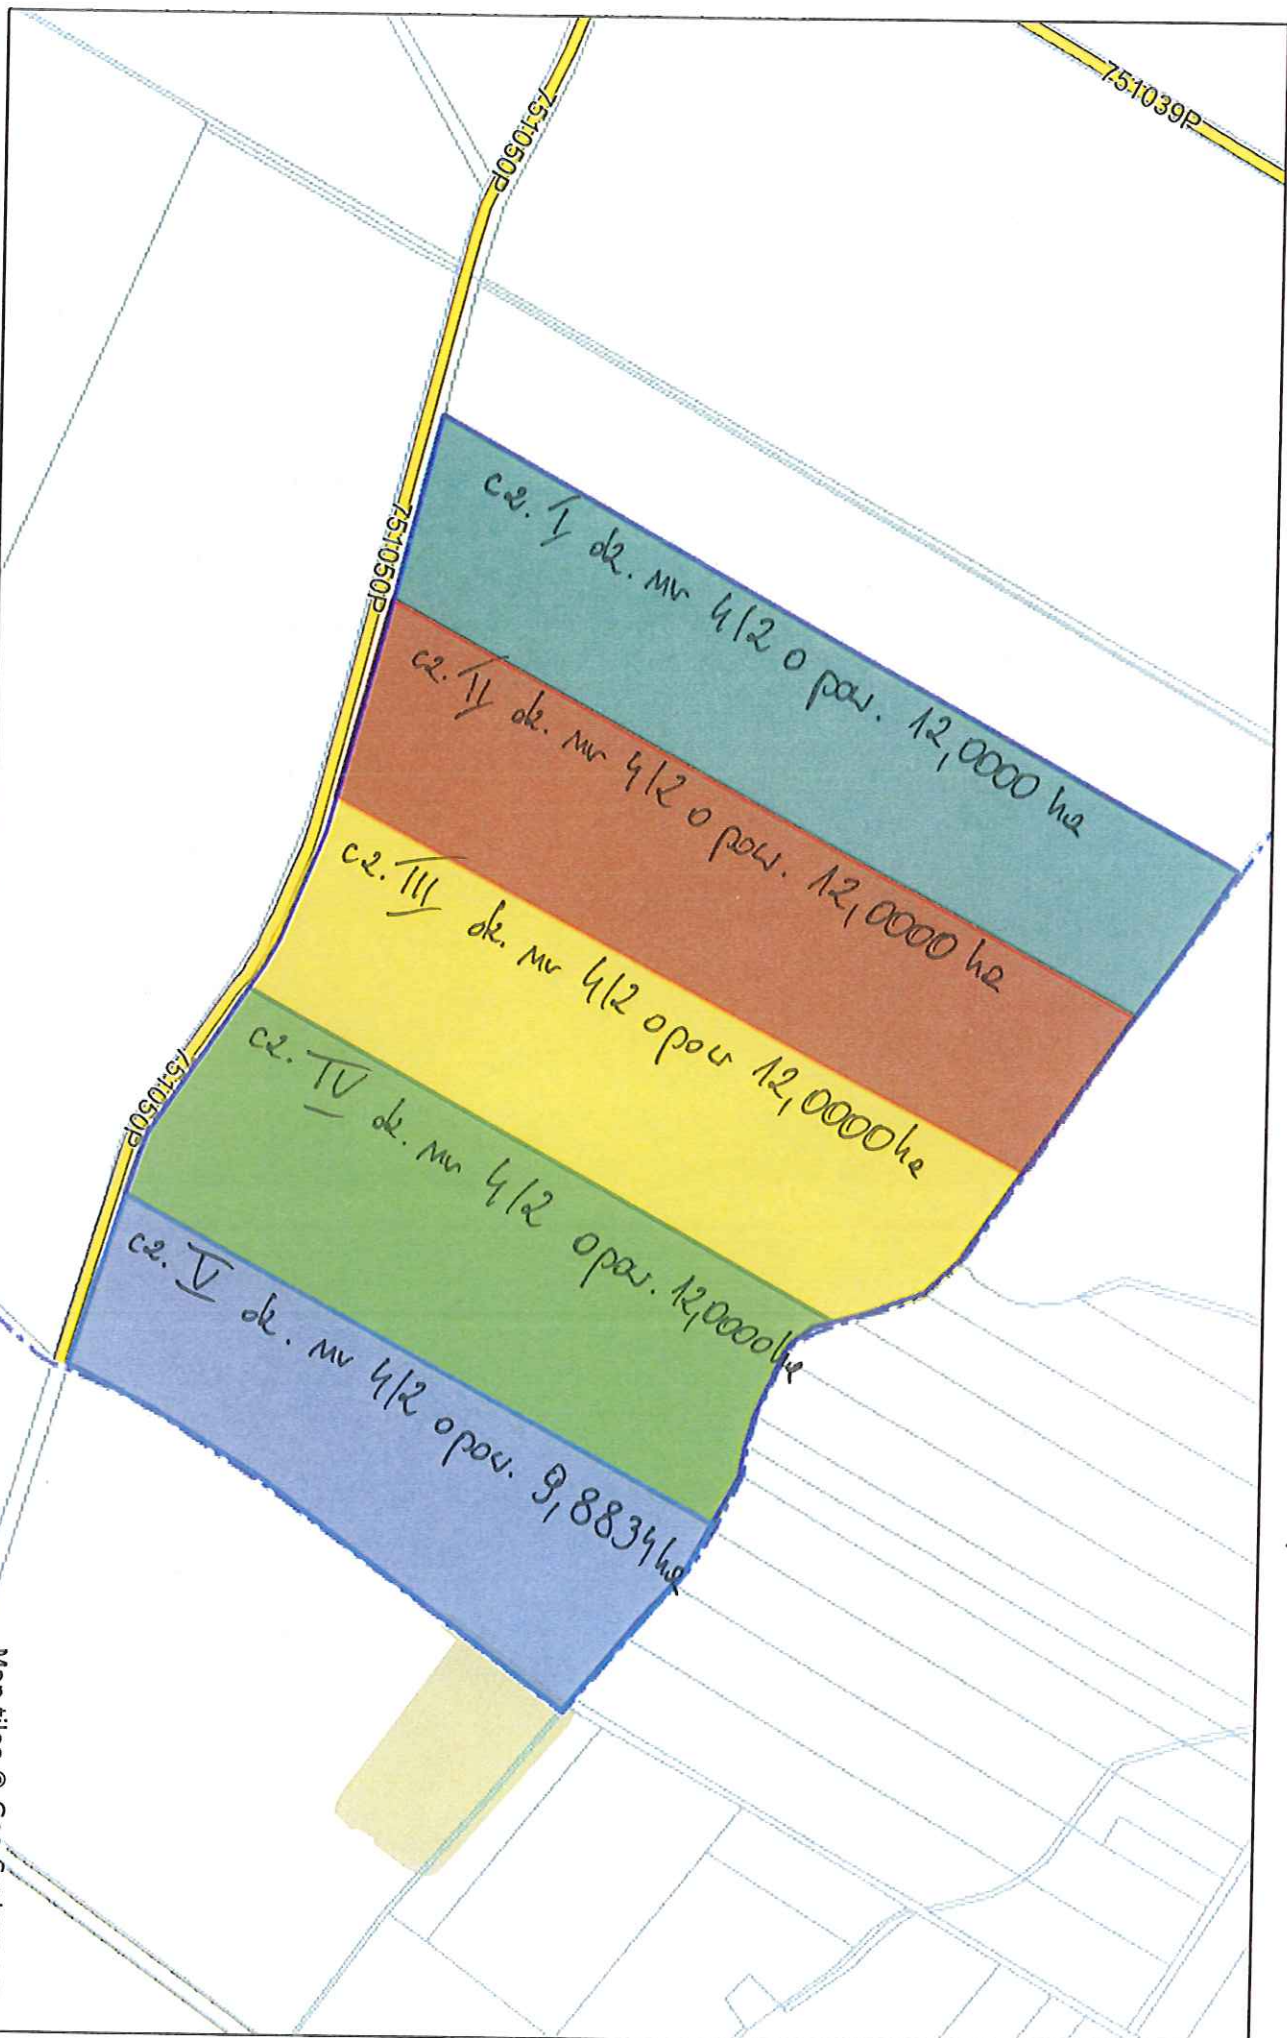 751039P
751050P
cz. I dz. nr 4/2 o pow. 12,0000 ha
751050P
cz. II dz. nr 4/2 o pow. 12,0000 ha
cz. III dz. nr 4/2 o pow 12,0000 ha
cz. IV dz. nr 4/2 o pow. 12,0000 ha
751050P
cz. V dz. nr 4/2 o pow. 9,8834 ha